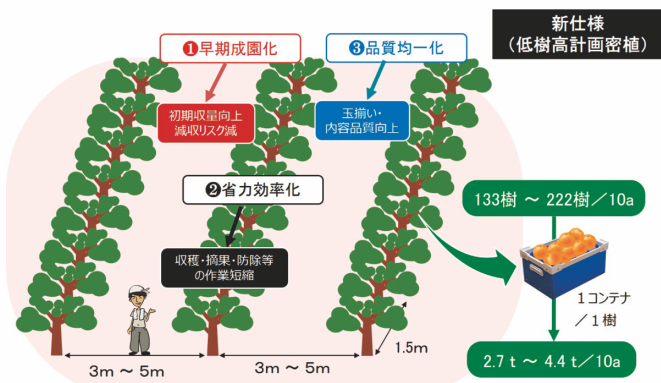 新仕様
（低樹高計画密植）
❶早期成園化
❸品質均一化
初期収量向上
減収リスク減
玉揃い・
内容品質向上
❷省力効率化
収穫・摘果・防除等
の作業短縮
133樹 ～ 222樹／10a
1コンテナ
／1樹
1.5m
3m ～ 5m
3m ～ 5m
2.7 t ～ 4.4 t／10a